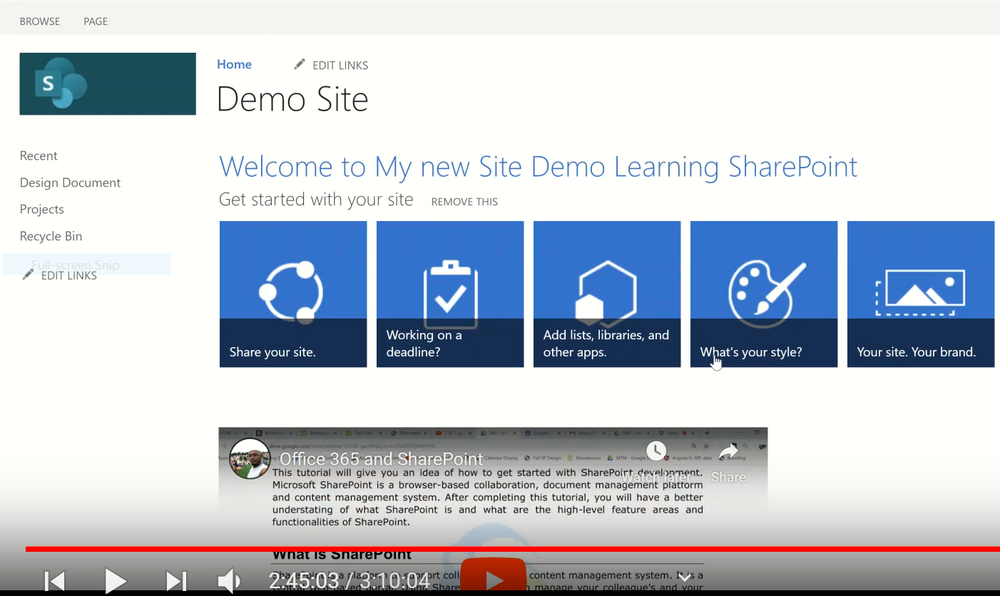 BROWSE PAGE
S
Home EDIT LINKS
Demo Site
Recent
Design Document
Projects
Recycle Bin
Full-screen Snip
EDIT LINKS
Welcome to My new Site Demo Learning SharePoint
Get started with your site REMOVE THIS
Share your site.
Working on a
deadline?
Add lists, libraries, and
other apps.
What's your style?
Your site. Your brand.
Office 365 and SharePoint
Watch later Share
This tutorial will give you an idea of how to get started with SharePoint development.
Microsoft SharePoint is a browser-based collaboration, document management platform
and content management system. After completing this tutorial, you will have a better
understating of what SharePoint is and what are the high-level feature areas and
functionalities of SharePoint.
What is SharePoint
SharePoint is a platform to support coll content management system. It is a
manage your colleague's and your
2:45:03 / 3:10:04